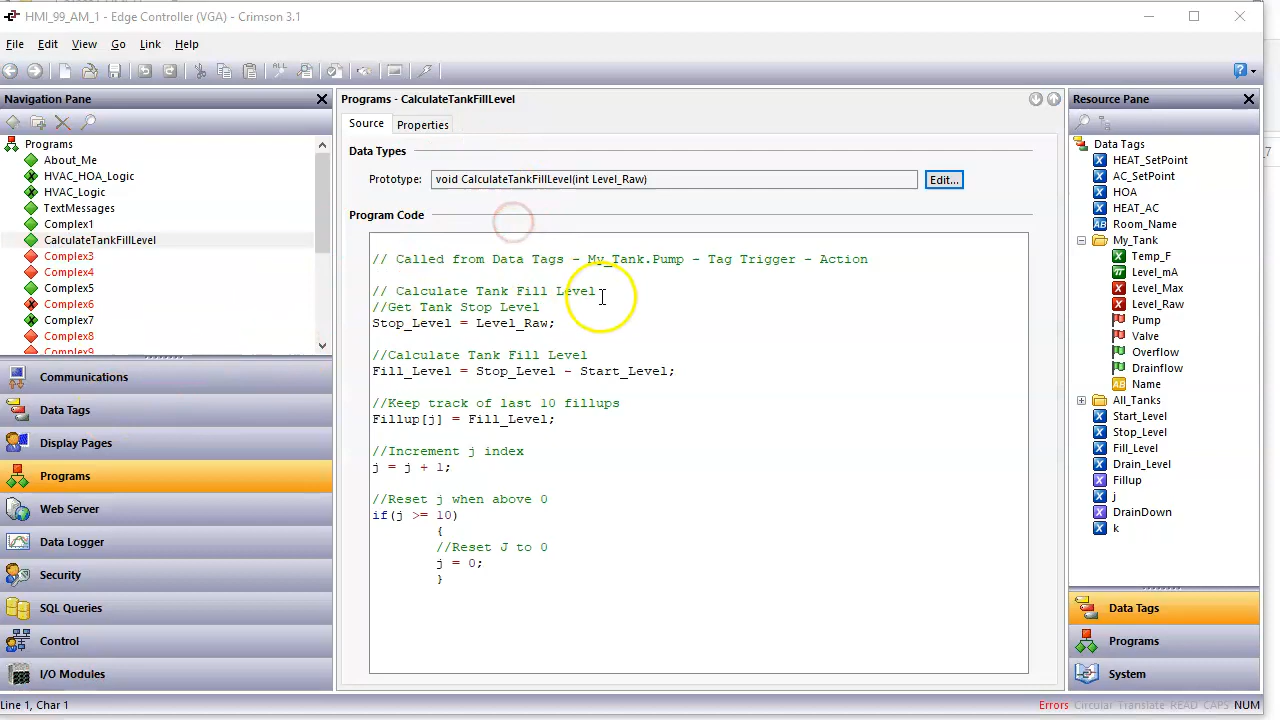 HMI_99_AM_1 - Edge Controller (VGA) - Crimson 3.1
File Edit View Go Link Help
Navigation Pane
Programs
About_Me
HVAC_HOA_Logic
HVAC_Logic
TextMessages
Complex1
CalculateTankFillLevel
Complex3
Complex4
Complex5
Complex6
Complex7
Complex8
Complex9
Communications
Data Tags
Display Pages
Programs
Web Server
Data Logger
Security
SQL Queries
Control
I/O Modules
Programs - CalculateTankFillLevel
Source Properties
Data Types
Prototype: void CalculateTankFillLevel(int Level_Raw) Edit...
Program Code
// Called from Data Tags - My_Tank.Pump - Tag Trigger - Action
// Calculate Tank Fill Level
//Get Tank Stop Level
Stop_Level = Level_Raw;
//Calculate Tank Fill Level
Fill_Level = Stop_Level - Start_Level;
//Keep track of last 10 fillups
Fillup[j] = Fill_Level;
//Increment j index
j = j + 1;
//Reset j when above 0
if(j >= 10)
{
//Reset J to 0
j = 0;
}
Resource Pane
Data Tags
HEAT_SetPoint
AC_SetPoint
HOA
HEAT_AC
Room_Name
My_Tank
Temp_F
Level_mA
Level_Max
Level_Raw
Pump
Valve
Overflow
Drainflow
Name
All_Tanks
Start_Level
Stop_Level
Fill_Level
Drain_Level
Fillup
j
DrainDown
k
Data Tags
Programs
System
Line 1, Char 1
Errors Circular Translate READ CAPS NUM